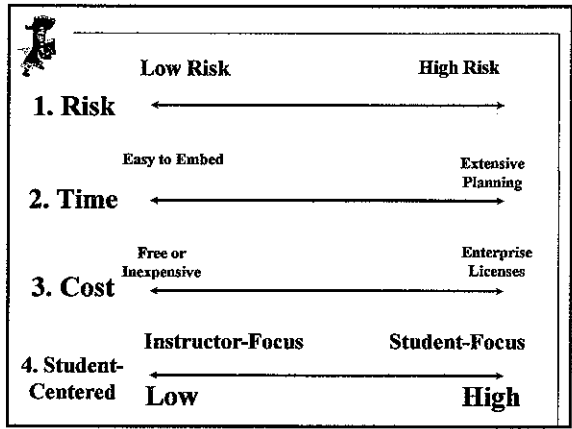 Low Risk High Risk
1. Risk
Easy to Embed Extensive
Planning
2. Time
Free or
Inexpensive Enterprise
Licenses
3. Cost
Instructor-Focus Student-Focus
4. Student-
Centered
Low High